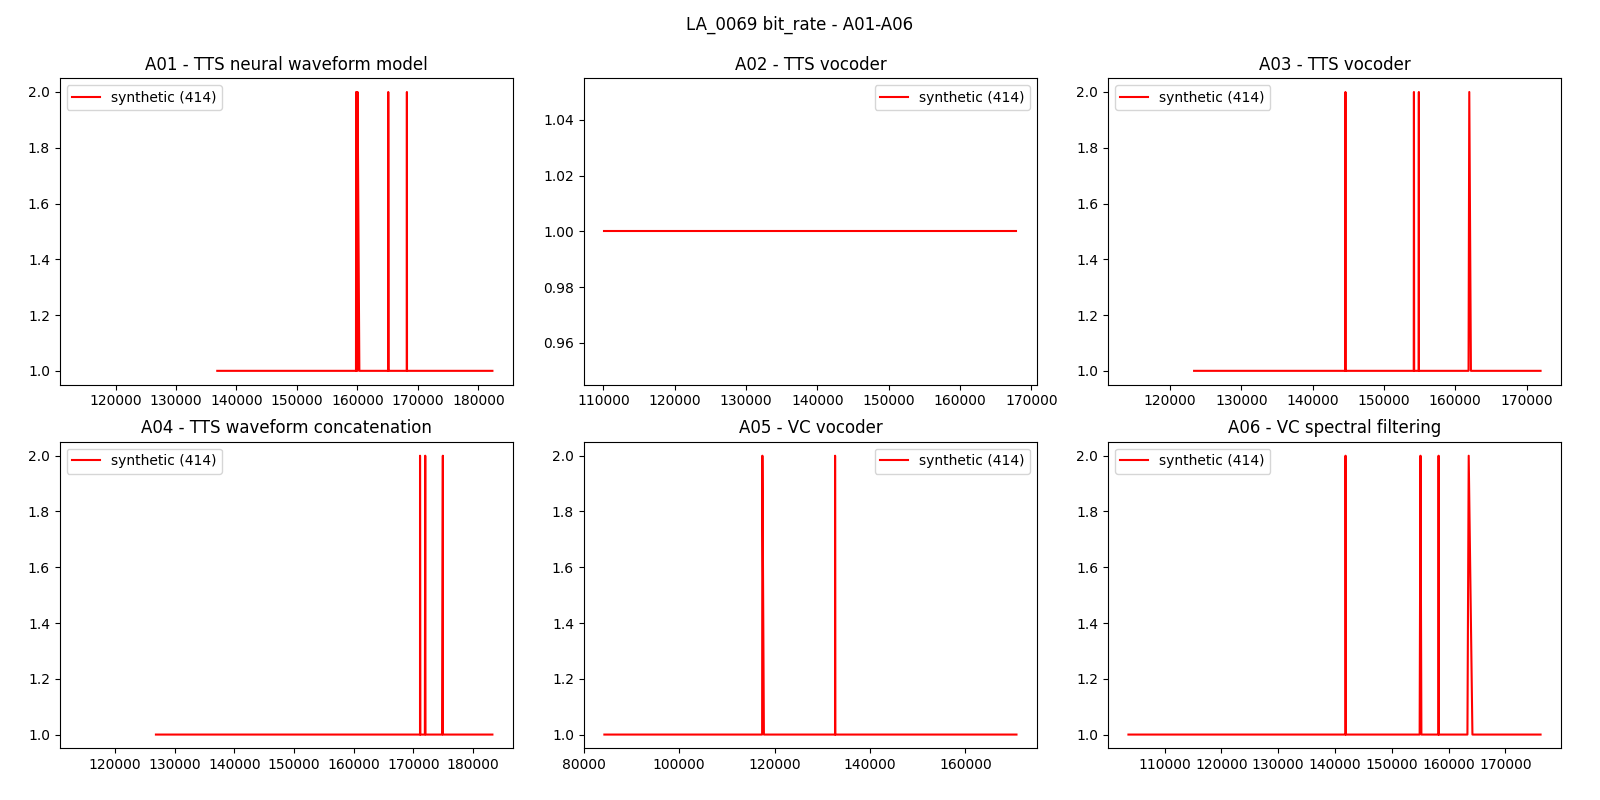 LA_0069 bit_rate - A01-A06
A01 - TTS neural waveform model
synthetic (414)
2.0
1.8
1.6
1.4
1.2
1.0
120000 130000 140000 150000 160000 170000 180000
A02 - TTS vocoder
synthetic (414)
1.04
1.02
1.00
0.98
0.96
110000 120000 130000 140000 150000 160000 170000
A03 - TTS vocoder
synthetic (414)
2.0
1.8
1.6
1.4
1.2
1.0
120000 130000 140000 150000 160000 170000
A04 - TTS waveform concatenation
synthetic (414)
2.0
1.8
1.6
1.4
1.2
1.0
120000 130000 140000 150000 160000 170000 180000
A05 - VC vocoder
synthetic (414)
2.0
1.8
1.6
1.4
1.2
1.0
80000 100000 120000 140000 160000
A06 - VC spectral filtering
synthetic (414)
2.0
1.8
1.6
1.4
1.2
1.0
110000 120000 130000 140000 150000 160000 170000